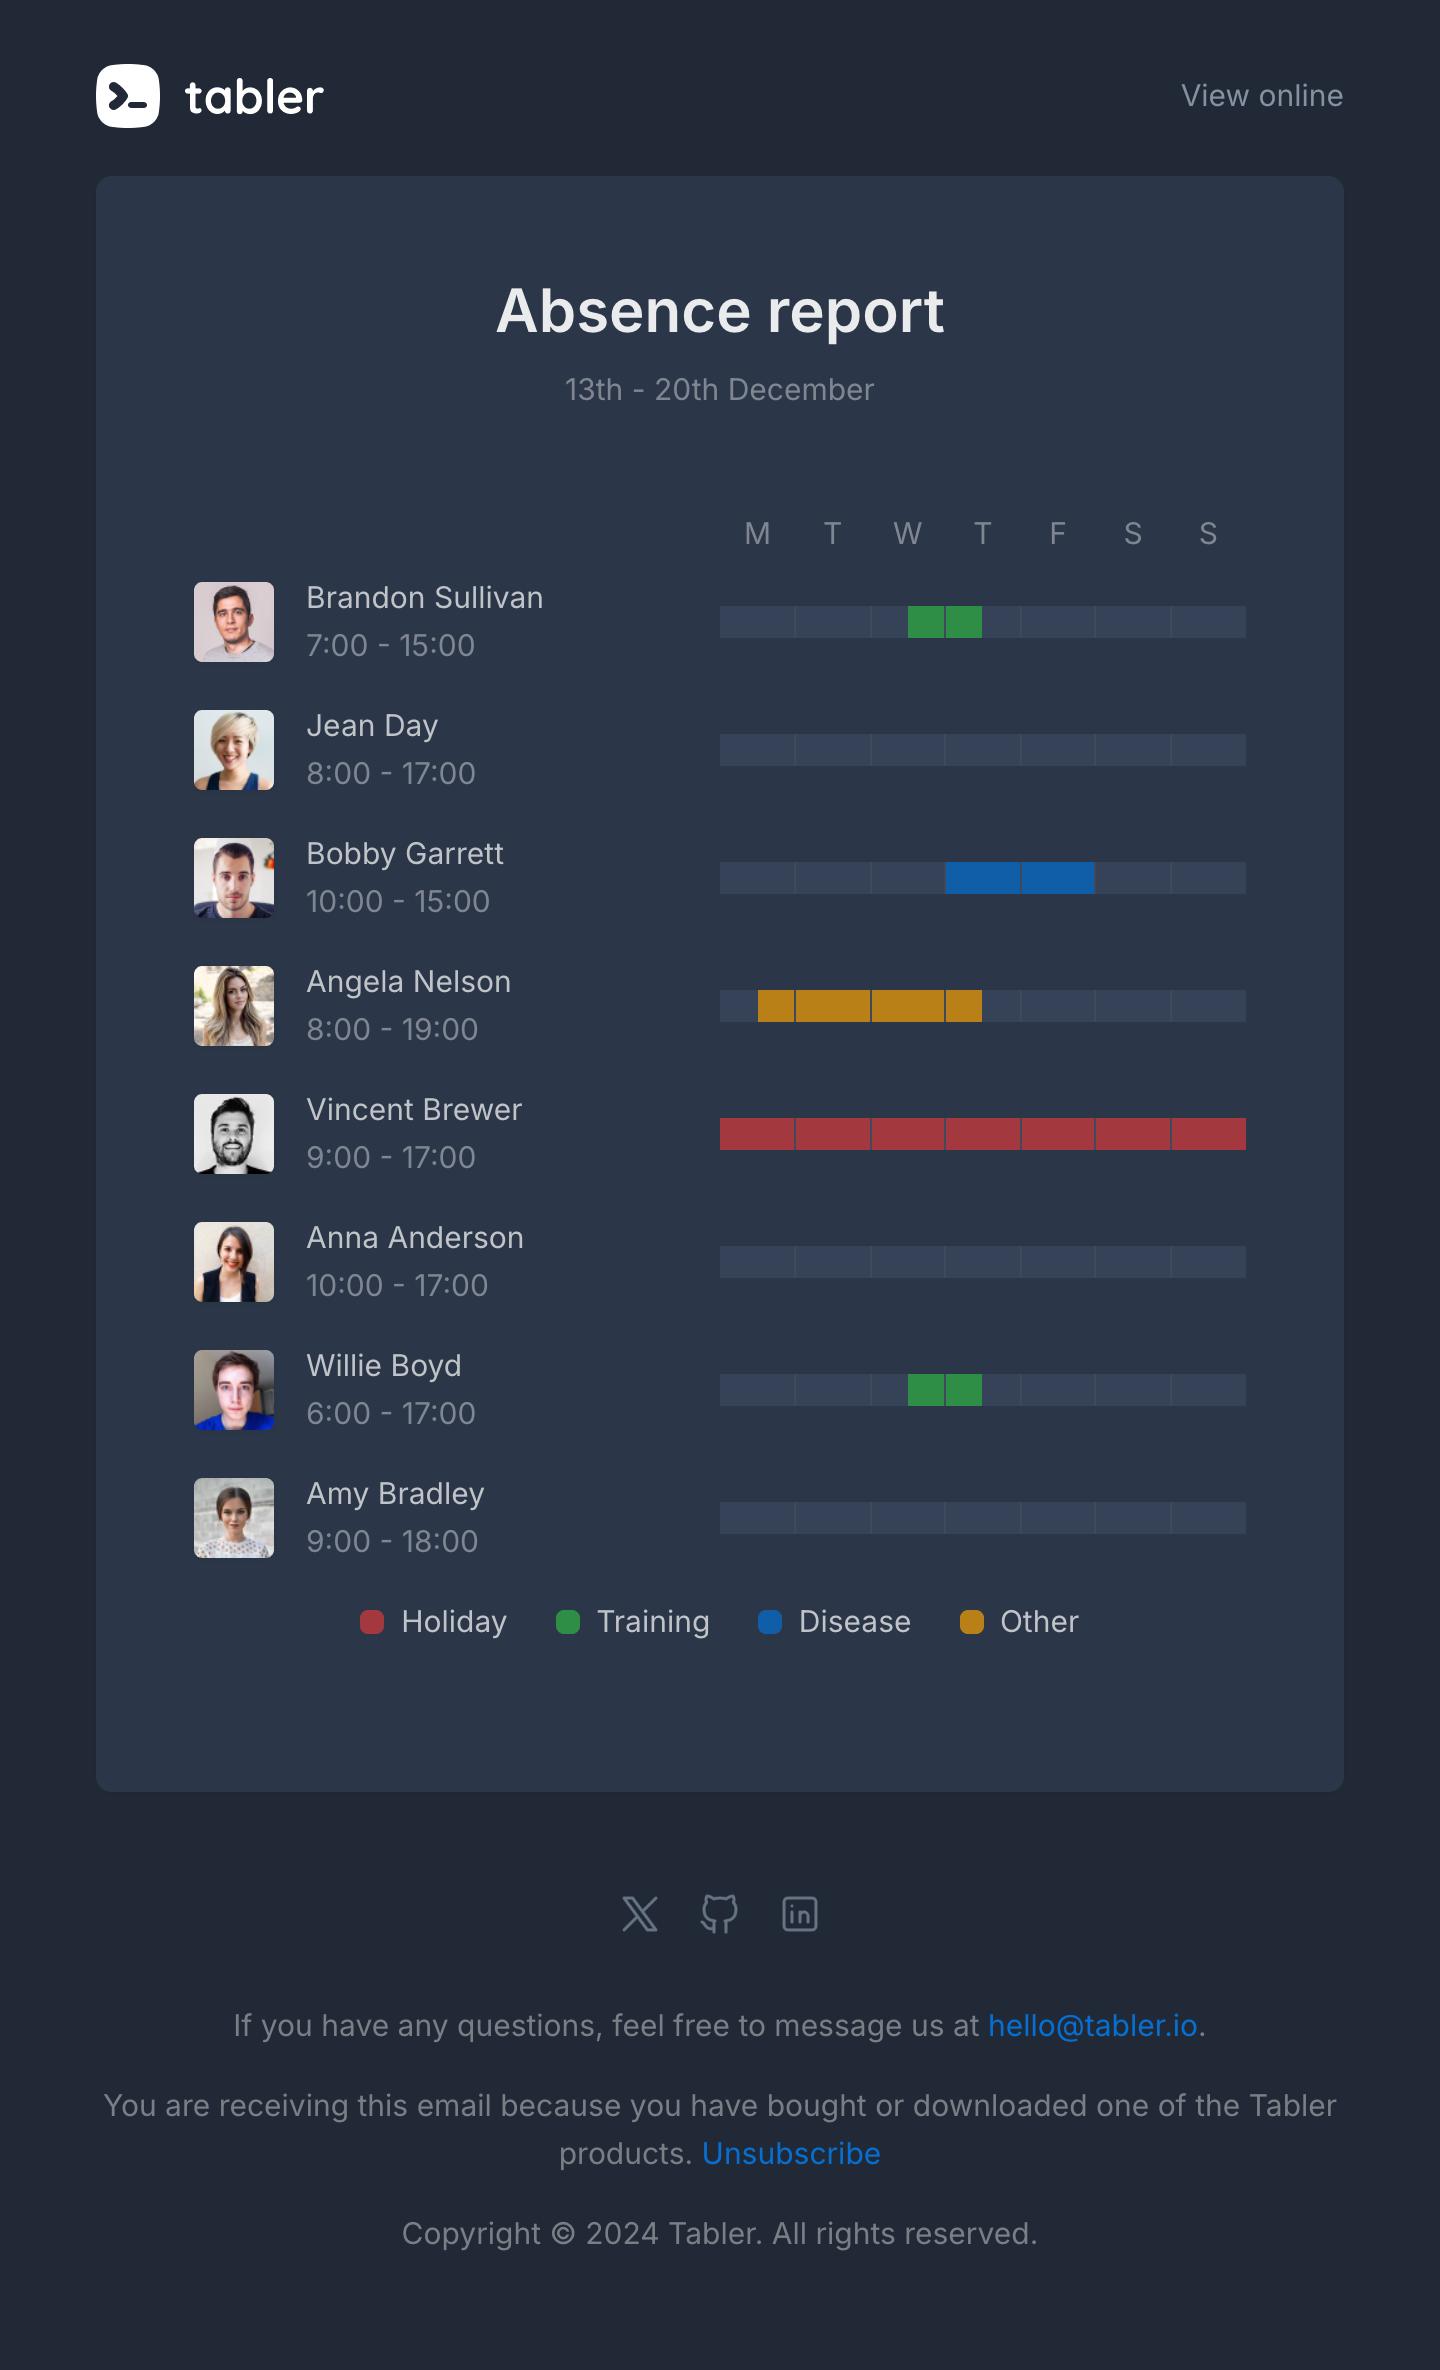 tabler
View online
Absence report
13th - 20th December
M T W T F S S
Brandon Sullivan
7:00 - 15:00
Jean Day
8:00 - 17:00
Bobby Garrett
10:00 - 15:00
Angela Nelson
8:00 - 19:00
Vincent Brewer
9:00 - 17:00
Anna Anderson
10:00 - 17:00
Willie Boyd
6:00 - 17:00
Amy Bradley
9:00 - 18:00
Holiday Training Disease Other
If you have any questions, feel free to message us at hello@tabler.io.
You are receiving this email because you have bought or downloaded one of the Tabler
products. Unsubscribe
Copyright © 2024 Tabler. All rights reserved.